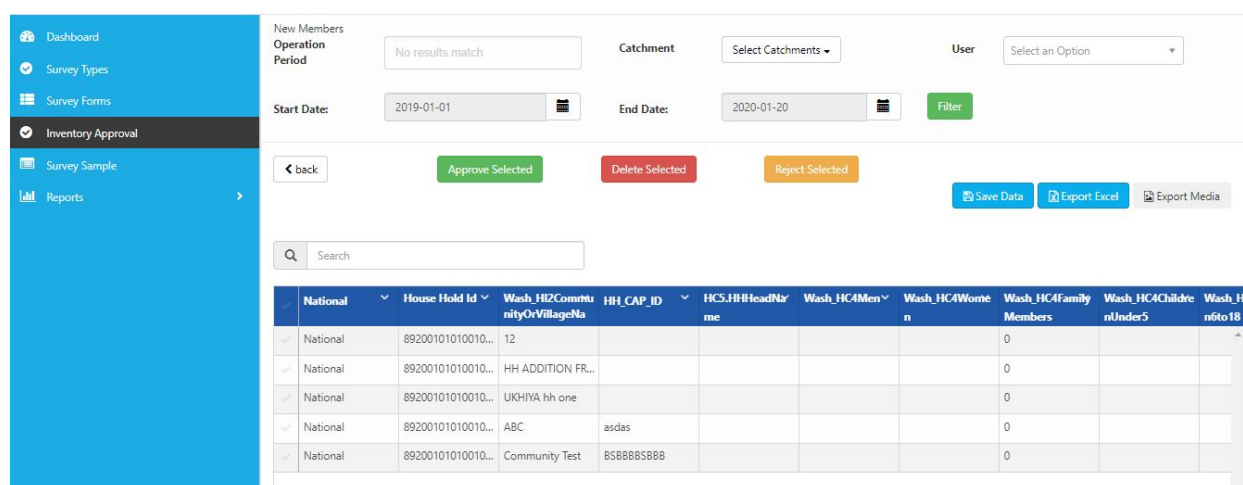 Dashboard
Survey Types
Survey Forms
Inventory Approval
Survey Sample
Reports
New Members
Operation Period No results match Catchment Select Catchments User Select an Option
Start Date: 2019-01-01 End Date: 2020-01-20 Filter
back Approve Selected Delete Selected Reject Selected
Save Data Export Excel Export Media
Search
National House Hold Id Wash_HI2CommunityOrVillageNa HH_CAP_ID HC5.HHHeadName Wash_HC4Men Wash_HC4Women Wash_HC4FamilyMembers Wash_HC4ChildrenUnder5 Wash_H n6to18
National 89200101010010... 12 0
National 89200101010010... HH ADDITION FR... 0
National 89200101010010... UKHIYA hh one 0
National 89200101010010... ABC asdas 0
National 89200101010010... Community Test BSBBBBSBBB 0